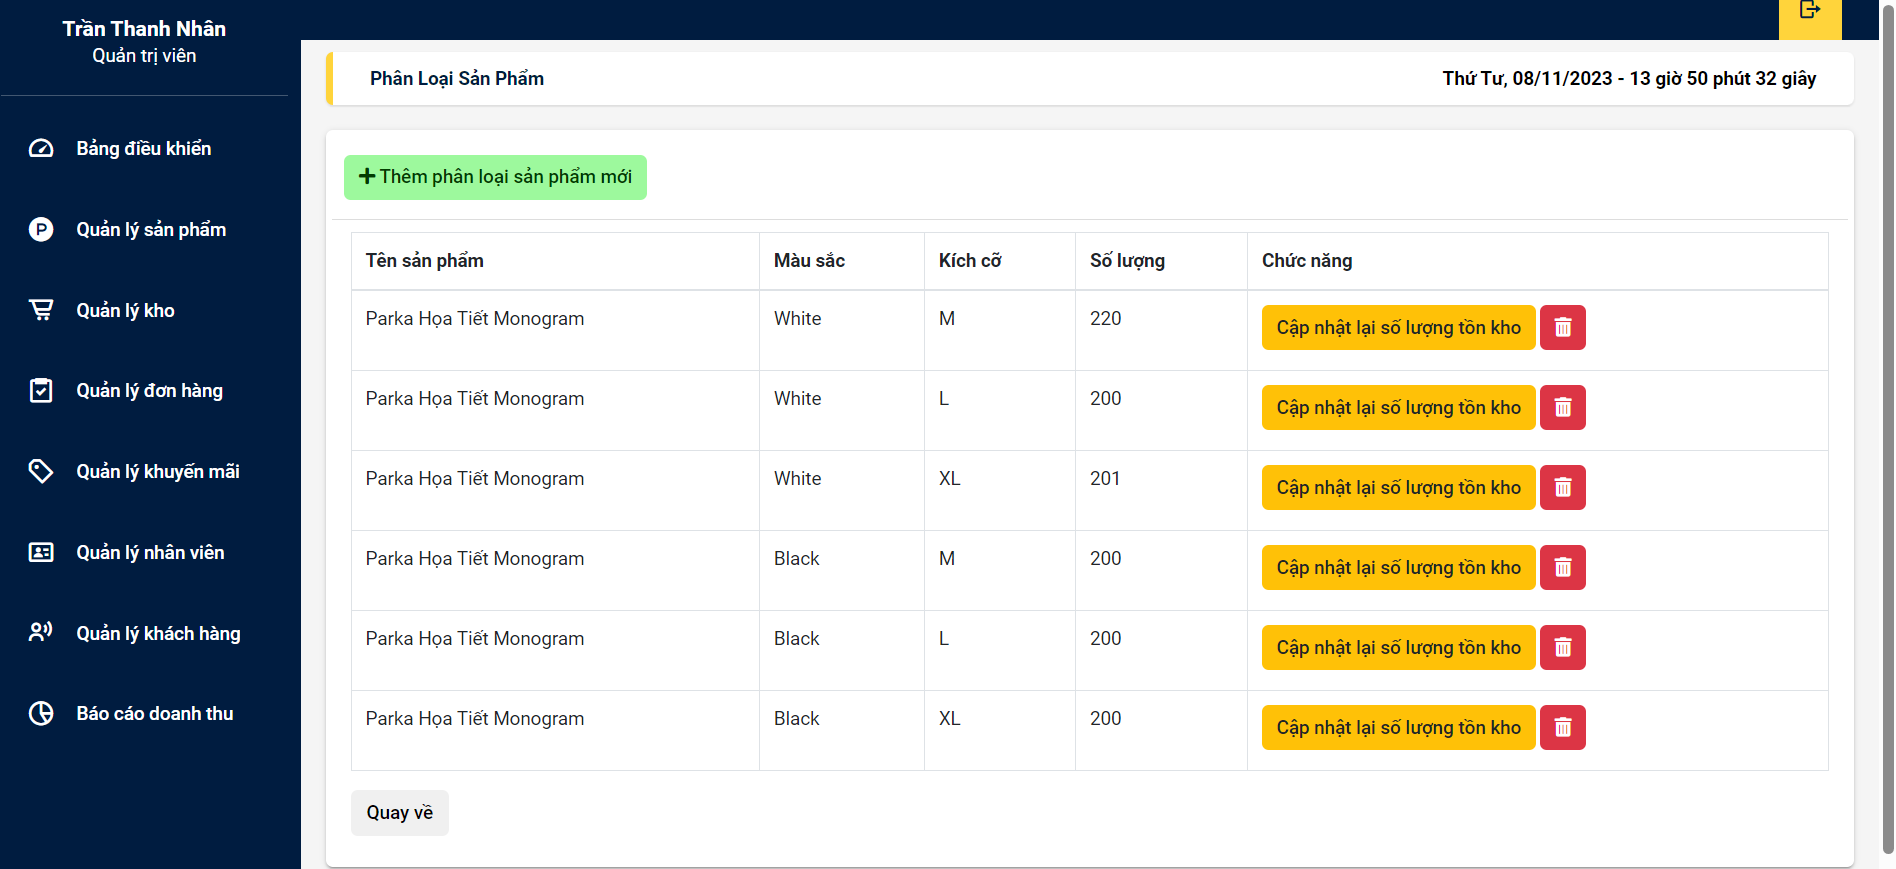 Trần Thanh Nhân
Quản trị viên
Bảng điều khiển
Quản lý sản phẩm
Quản lý kho
Quản lý đơn hàng
Quản lý khuyến mãi
Quản lý nhân viên
Quản lý khách hàng
Báo cáo doanh thu
Phân Loại Sản Phẩm
Thứ Tư, 08/11/2023 - 13 giờ 50 phút 32 giây
Thêm phân loại sản phẩm mới
Tên sản phẩm Màu sắc Kích cỡ Số lượng Chức năng
Parka Họa Tiết Monogram White M 220 Cập nhật lại số lượng tồn kho
Parka Họa Tiết Monogram White L 200 Cập nhật lại số lượng tồn kho
Parka Họa Tiết Monogram White XL 201 Cập nhật lại số lượng tồn kho
Parka Họa Tiết Monogram Black M 200 Cập nhật lại số lượng tồn kho
Parka Họa Tiết Monogram Black L 200 Cập nhật lại số lượng tồn kho
Parka Họa Tiết Monogram Black XL 200 Cập nhật lại số lượng tồn kho
Quay về